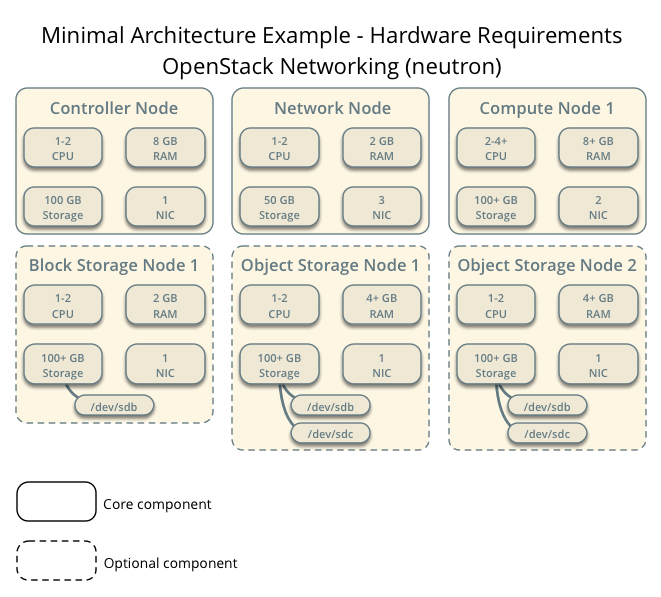 Minimal Architecture Example - Hardware Requirements
OpenStack Networking (neutron)
Controller Node
1-2
CPU
8 GB
RAM
100 GB
Storage
1
NIC
Network Node
1-2
CPU
2 GB
RAM
50 GB
Storage
3
NIC
Compute Node 1
2-4+
CPU
8+ GB
RAM
100+ GB
Storage
2
NIC
Block Storage Node 1
1-2
CPU
2 GB
RAM
100+ GB
Storage
1
NIC
/dev/sdb
Object Storage Node 1
1-2
CPU
4+ GB
RAM
100+ GB
Storage
1
NIC
/dev/sdb
/dev/sdc
Object Storage Node 2
1-2
CPU
4+ GB
RAM
100+ GB
Storage
1
NIC
/dev/sdb
/dev/sdc
Core component
Optional component